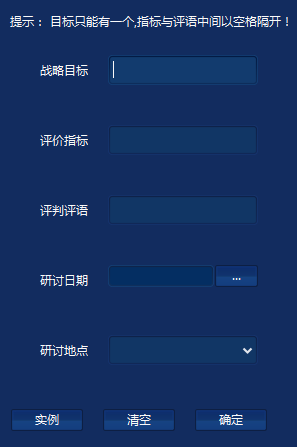 提示： 目标只能有一个,指标与评语中间以空格隔开！
战略目标
评价指标
评判评语
研讨日期 ...
研讨地点
实例 清空 确定